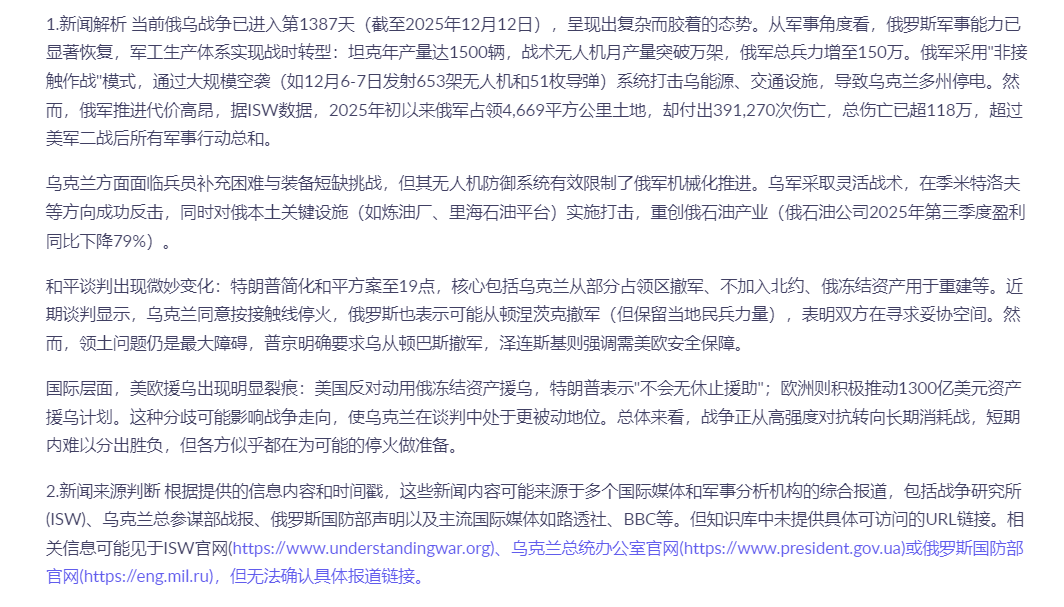 1.新闻解析 当前俄乌战争已进入第1387天（截至2025年12月12日），呈现出复杂而胶着的态势。从军事角度看，俄罗斯军事能力已
显著恢复，军工生产体系实现战时转型：坦克年产量达1500辆，战术无人机月产量突破万架，俄军总兵力增至150万。俄军采用"非接
触作战"模式，通过大规模空袭（如12月6-7日发射653架无人机和51枚导弹）系统打击乌能源、交通设施，导致乌克兰多州停电。然
而，俄军推进代价高昂，据ISW数据，2025年初以来俄军占领4,669平方公里土地，却付出391,270次伤亡，总伤亡已超118万，超过
美军二战后所有军事行动总和。
乌克兰方面面临兵员补充困难与装备短缺挑战，但其无人机防御系统有效限制了俄军机械化推进。乌军采取灵活战术，在季米特洛夫
等方向成功反击，同时对俄本土关键设施（如炼油厂、里海石油平台）实施打击，重创俄石油产业（俄石油公司2025年第三季度盈利
同比下降79%）。
和平谈判出现微妙变化：特朗普简化和平方案至19点，核心包括乌克兰从部分占领区撤军、不加入北约、俄冻结资产用于重建等。近
期谈判显示，乌克兰同意按接触线停火，俄罗斯也表示可能从顿涅茨克撤军（但保留当地民兵力量），表明双方在寻求妥协空间。然
而，领土问题仍是最大障碍，普京明确要求乌从顿巴斯撤军，泽连斯基则强调需美欧安全保障。
国际层面，美欧援乌出现明显裂痕：美国反对动用俄冻结资产援乌，特朗普表示"不会无休止援助"；欧洲则积极推动1300亿美元资产
援乌计划。这种分歧可能影响战争走向，使乌克兰在谈判中处于更被动地位。总体来看，战争正从高强度对抗转向长期消耗战，短期
内难以分出胜负，但各方似乎都在为可能的停火做准备。
2.新闻来源判断 根据提供的信息内容和时间戳，这些新闻内容可能来源于多个国际媒体和军事分析机构的综合报道，包括战争研究所
(ISW)、乌克兰总参谋部战报、俄罗斯国防部声明以及主流国际媒体如路透社、BBC等。但知识库中未提供具体可访问的URL链接。相
关信息可能见于ISW官网(https://www.understandingwar.org)、乌克兰总统办公室官网(https://www.president.gov.ua)或俄罗斯国防部
官网(https://eng.mil.ru)，但无法确认具体报道链接。